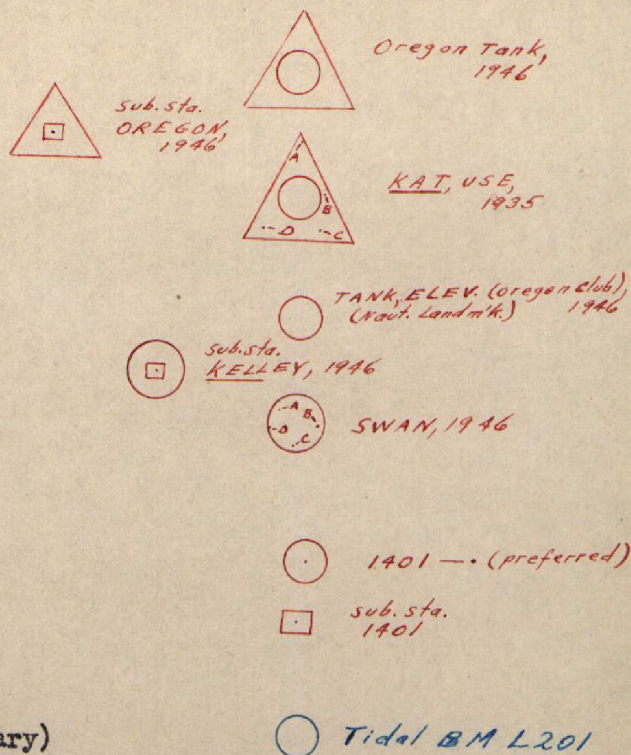 Oregon Tank,
1946
sub. sta.
OREGON,
1946
A
B
D
C
KAT, USE,
1935
TANK, ELEV. (oregon club),
(Naut. Landm'k.) 1946
sub. sta.
KELLEY, 1946
A
B
D
C
SWAN, 1946
1401 —• (preferred)
sub. sta.
1401
ary)
Tidal BM L201